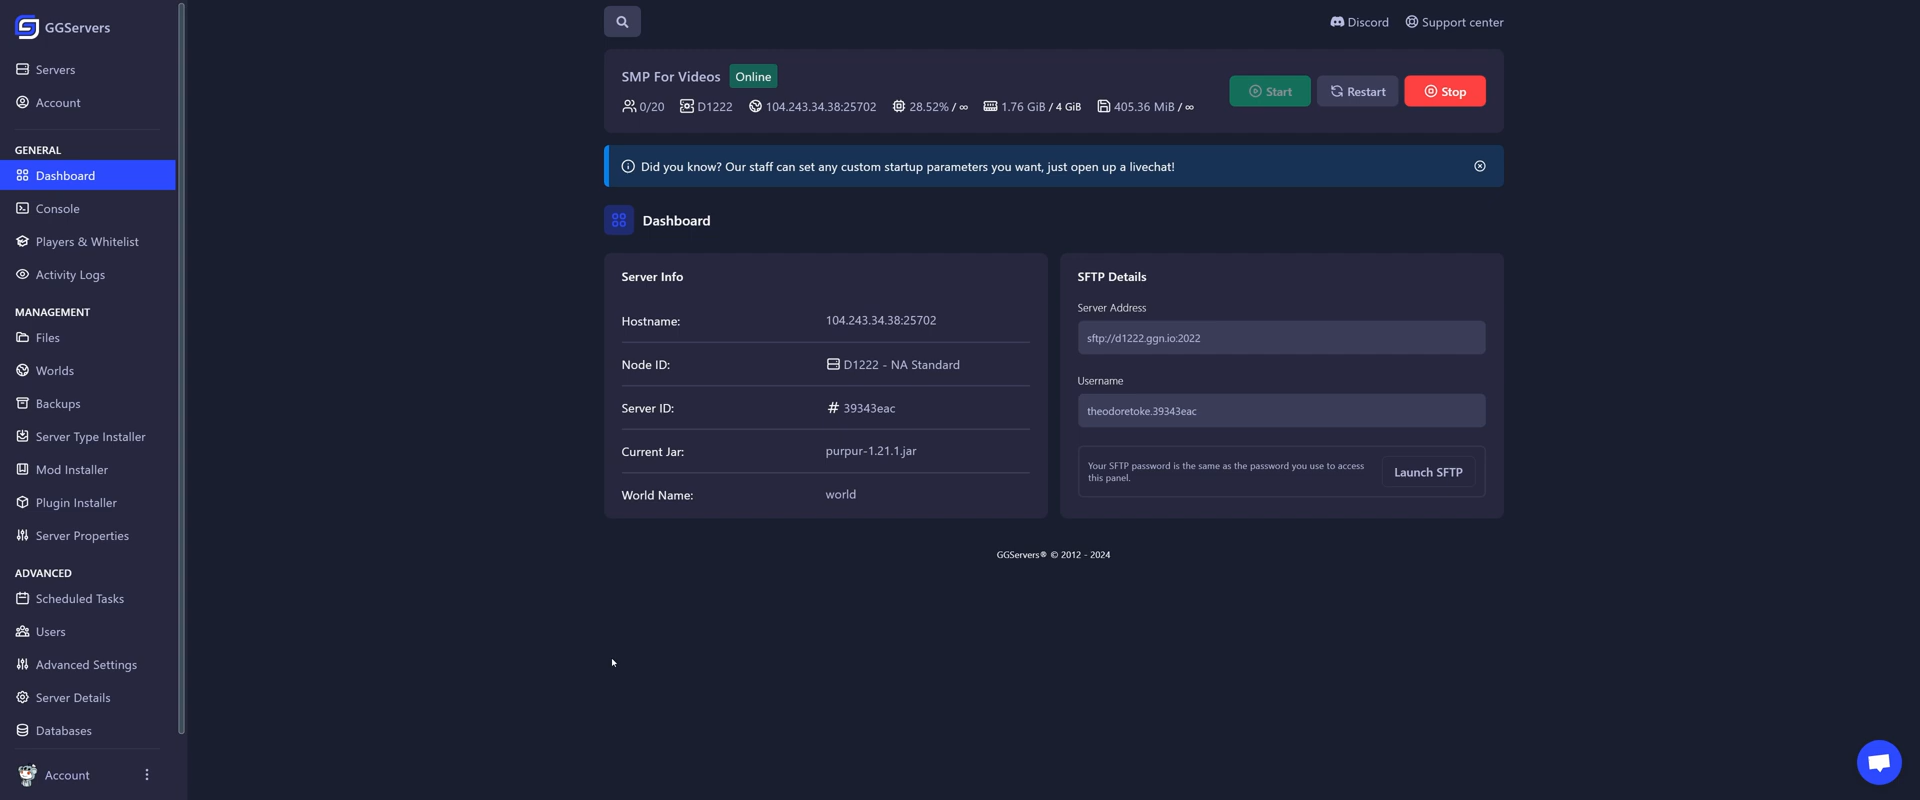 GGServers
Servers
Account
GENERAL
Dashboard
Console
Players & Whitelist
Activity Logs
MANAGEMENT
Files
Worlds
Backups
Server Type Installer
Mod Installer
Plugin Installer
Server Properties
ADVANCED
Scheduled Tasks
Users
Advanced Settings
Server Details
Databases
Account
Discord Support center
SMP For Videos Online
0/20 D1222 104.243.34.38:25702 28.52% / ∞ 1.76 GiB / 4 GiB 405.36 MiB / ∞
Start Restart Stop
Did you know? Our staff can set any custom startup parameters you want, just open up a livechat!
Dashboard
Server Info
Hostname: 104.243.34.38:25702
Node ID: D1222 - NA Standard
Server ID: # 39343eac
Current Jar: purpur-1.21.1.jar
World Name: world
SFTP Details
Server Address
sftp://d1222.ggn.io:2022
Username
theodoretoke.39343eac
Your SFTP password is the same as the password you use to access
this panel.
Launch SFTP
GGServers® © 2012 - 2024